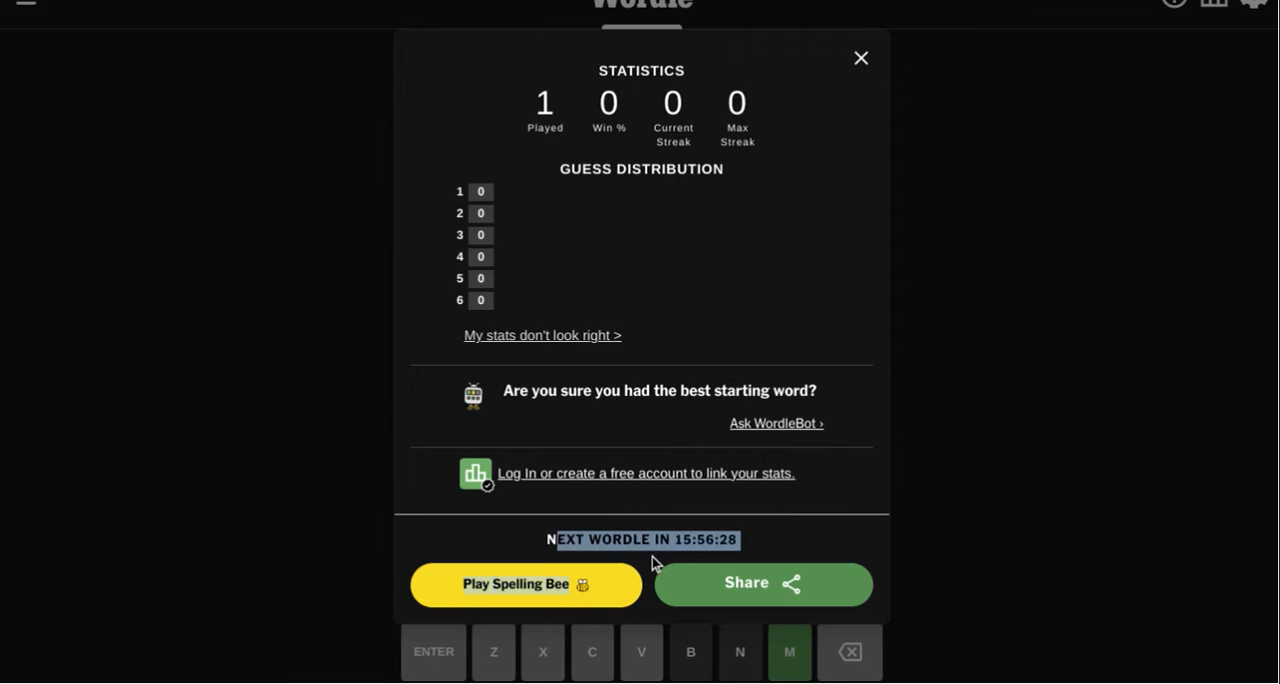 Wordle
STATISTICS
1 0 0 0
Played Win % Current Streak Max Streak
GUESS DISTRIBUTION
1 0
2 0
3 0
4 0
5 0
6 0
My stats don't look right >
Are you sure you had the best starting word?
Ask WordleBot ›
Log In or create a free account to link your stats.
NEXT WORDLE IN 15:56:28
Play Spelling Bee Share
ENTER Z X C V B N M